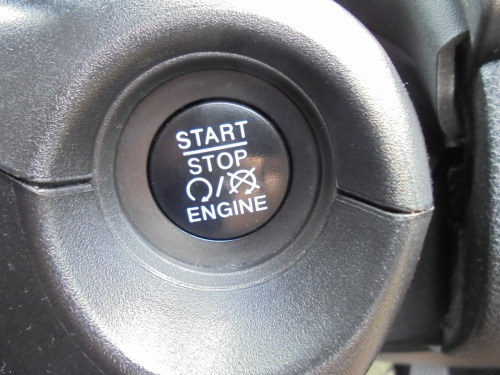 START
STOP
/
ENGINE